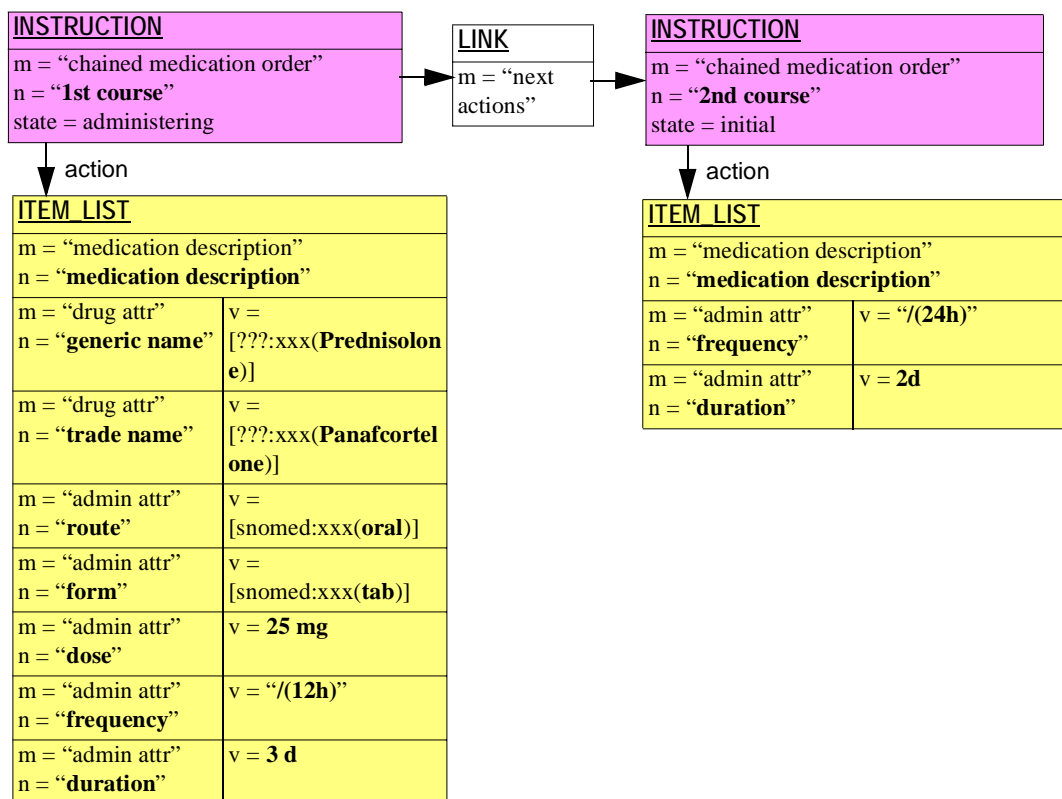 INSTRUCTION
m = “chained medication order”
n = “1st course”
state = administering
LINK
m = “next
actions”
INSTRUCTION
m = “chained medication order”
n = “2nd course”
state = initial
action
ITEM_LIST
m = “medication description”
n = “medication description”
m = “drug attr”
n = “generic name”
v =
[???:xxx(Prednisolon
e)]
m = “drug attr”
n = “trade name”
v =
[???:xxx(Panafcortel
one)]
m = “admin attr”
n = “route”
v =
[snomed:xxx(oral)]
m = “admin attr”
n = “form”
v =
[snomed:xxx(tab)]
m = “admin attr”
n = “dose”
v = 25 mg
m = “admin attr”
n = “frequency”
v = “/(12h)”
m = “admin attr”
n = “duration”
v = 3 d
action
ITEM_LIST
m = “medication description”
n = “medication description”
m = “admin attr”
n = “frequency”
v = “/(24h)”
m = “admin attr”
n = “duration”
v = 2d